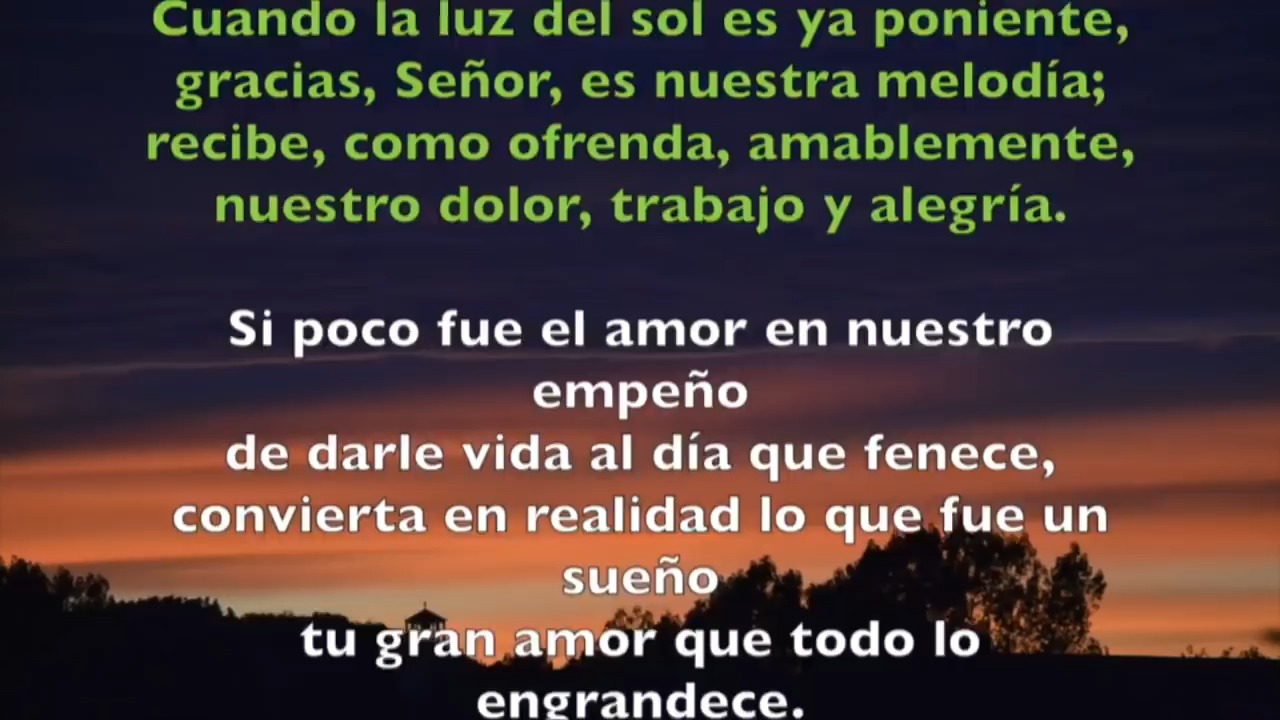 Cuando la luz del sol es ya poniente,
gracias, Señor, es nuestra melodía;
recibe, como ofrenda, amablemente,
nuestro dolor, trabajo y alegría.
Si poco fue el amor en nuestro
empeño
de darle vida al día que fenece,
convierta en realidad lo que fue un
sueño
tu gran amor que todo lo
engrandece.